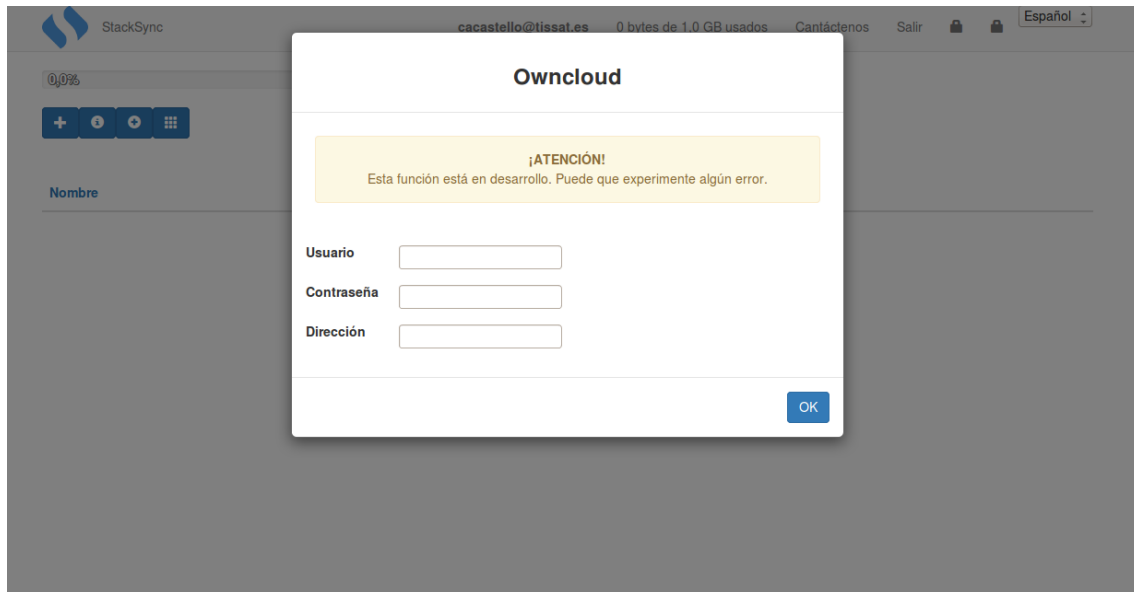 StackSync
cacastello@tissat.es
0 bytes de 1,0 GB usados
Cantáctenos
Salir
Español
0,0%
Nombre
Owncloud
¡ATENCIÓN!
Esta función está en desarrollo. Puede que experimente algún error.
Usuario
Contraseña
Dirección
OK